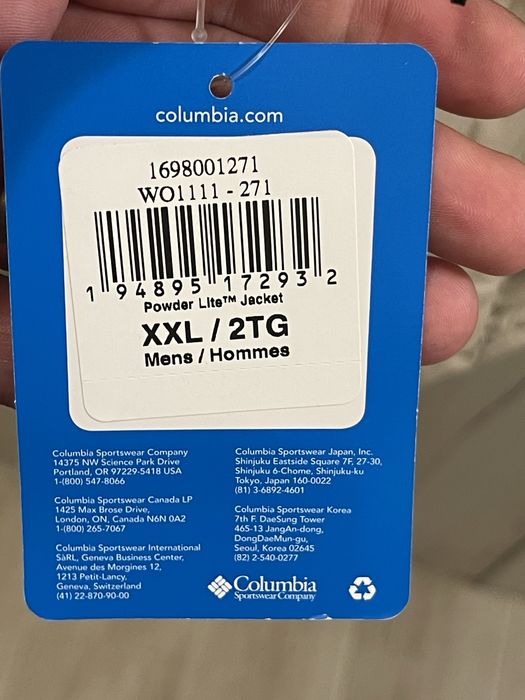 columbia.com
1698001271
WO1111 - 271
1 94895 17293 2
Powder Lite™ Jacket
XXL / 2TG
Mens / Hommes
Columbia Sportswear Company
14375 NW Science Park Drive
Portland, OR 97229-5418 USA
1-(800) 547-8066
Columbia Sportswear Canada LP
1425 Max Brose Drive,
London, ON, Canada N6N 0A2
1-(800) 265-7067
Columbia Sportswear International
SàRL, Geneva Business Center,
Avenue des Morgines 12,
1213 Petit-Lancy,
Geneva, Switzerland
(41) 22-870-90-00
Columbia Sportswear Japan, Inc.
Shinjuku Eastside Square 7F, 27-30,
Shinjuku 6-Chome, Shinjuku-ku
Tokyo, Japan 160-0022
(81) 3-6892-4601
Columbia Sportswear Korea
7th F. DaeSung Tower
465-13 JangAn-dong,
DongDaeMun-gu,
Seoul, Korea 02645
(82) 2-540-0277
Columbia
Sportswear Company